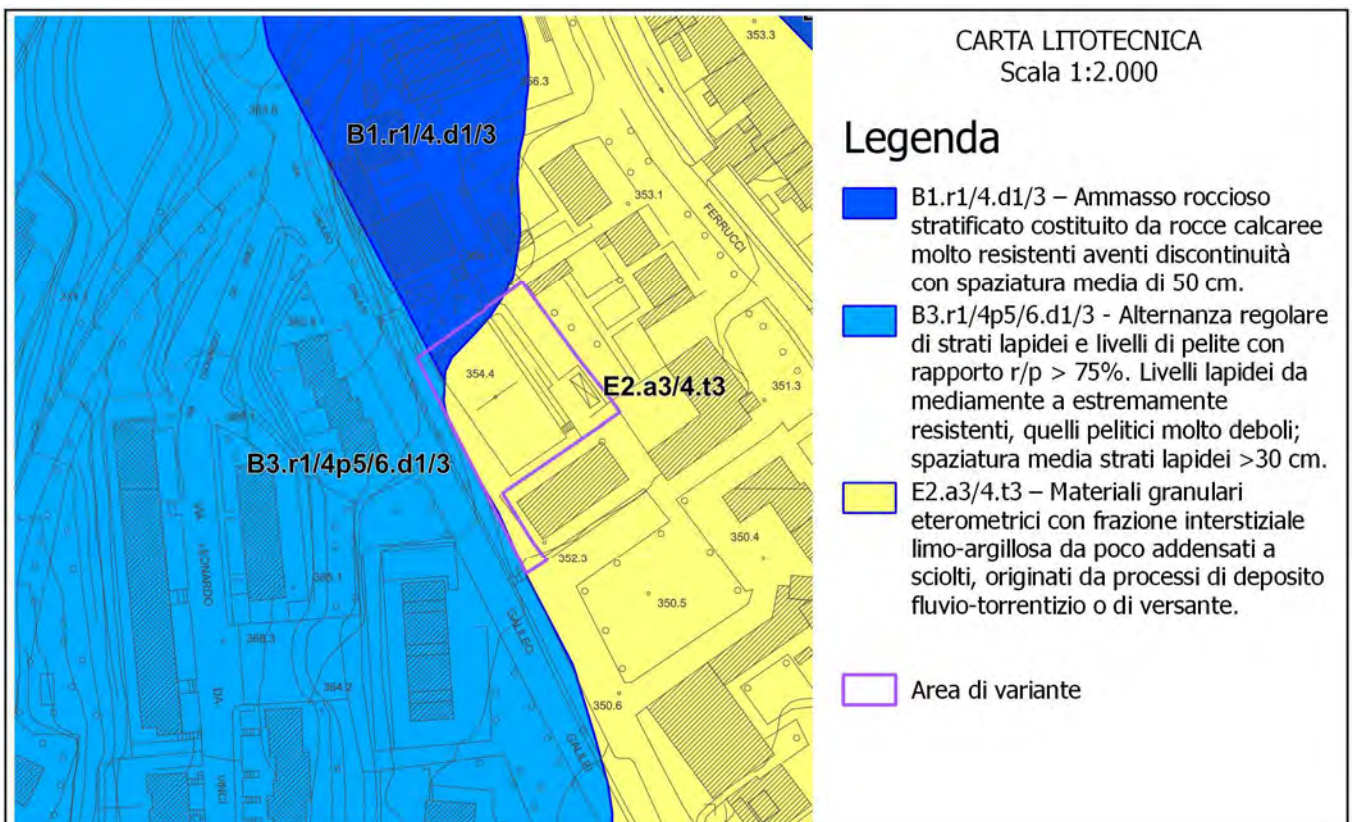 CARTA LITOTECNICA
Scala 1:2.000
Legenda
B1.r1/4.d1/3 – Ammasso roccioso
stratificato costituito da rocce calcaree
molto resistenti aventi discontinuità
con spaziatura media di 50 cm.
B3.r1/4p5/6.d1/3 - Alternanza regolare
di strati lapidei e livelli di pelite con
rapporto r/p > 75%. Livelli lapidei da
mediamente a estremamente
resistenti, quelli pelitici molto deboli;
spaziatura media strati lapidei >30 cm.
E2.a3/4.t3 – Materiali granulari
eterometrici con frazione interstiziale
limo-argillosa da poco addensati a
sciolti, originati da processi di deposito
fluvio-torrentizio o di versante.
Area di variante
353.3
B1.r1/4.d1/3
353.1
FERRUCCI
354.4
E2.a3/4.t3
351.3
B3.r1/4p5/6.d1/3
VIA
LEONARDO
DA
VINCI
352.3
350.4
350.5
368.3
364.2
350.6
GALILEO
GALILEI